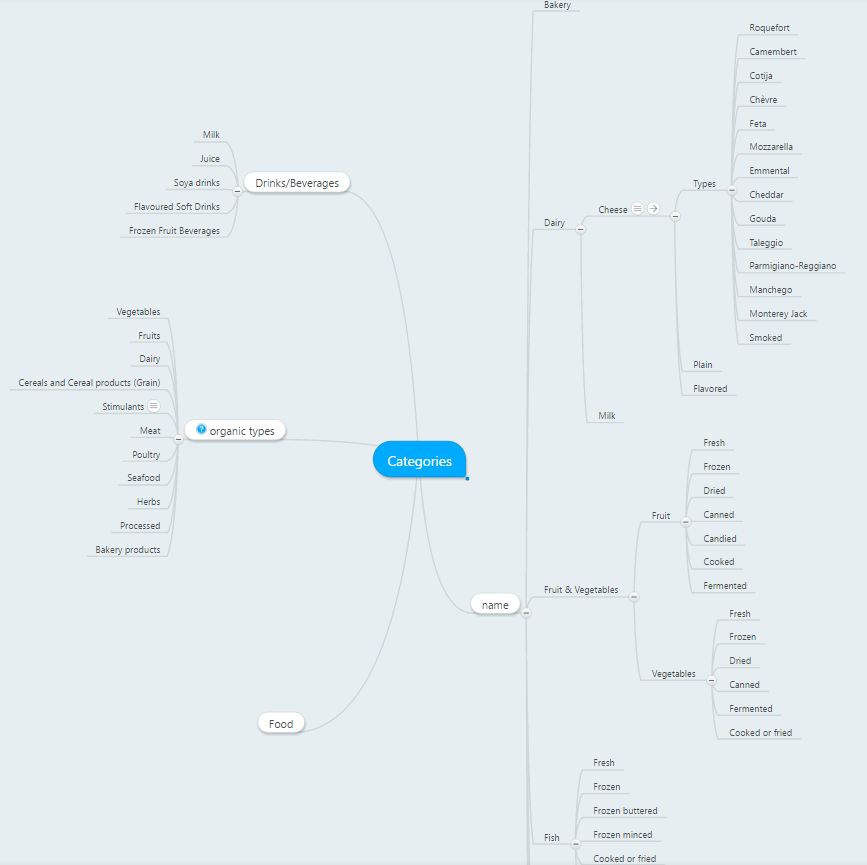 Categories
Drinks/Beverages
Milk
Juice
Soya drinks
Flavoured Soft Drinks
Frozen Fruit Beverages
organic types
Vegetables
Fruits
Dairy
Cereals and Cereal products (Grain)
Stimulants
Meat
Poultry
Seafood
Herbs
Processed
Bakery products
Food
name
Bakery
Dairy
Cheese
Types
Roquefort
Camembert
Cotija
Chèvre
Feta
Mozzarella
Emmental
Cheddar
Gouda
Taleggio
Parmigiano-Reggiano
Manchego
Monterey Jack
Smoked
Plain
Flavored
Milk
Fruit & Vegetables
Fruit
Fresh
Frozen
Dried
Canned
Candied
Cooked
Fermented
Vegetables
Fresh
Frozen
Dried
Canned
Fermented
Cooked or fried
Fish
Fresh
Frozen
Frozen buttered
Frozen minced
Cooked or fried